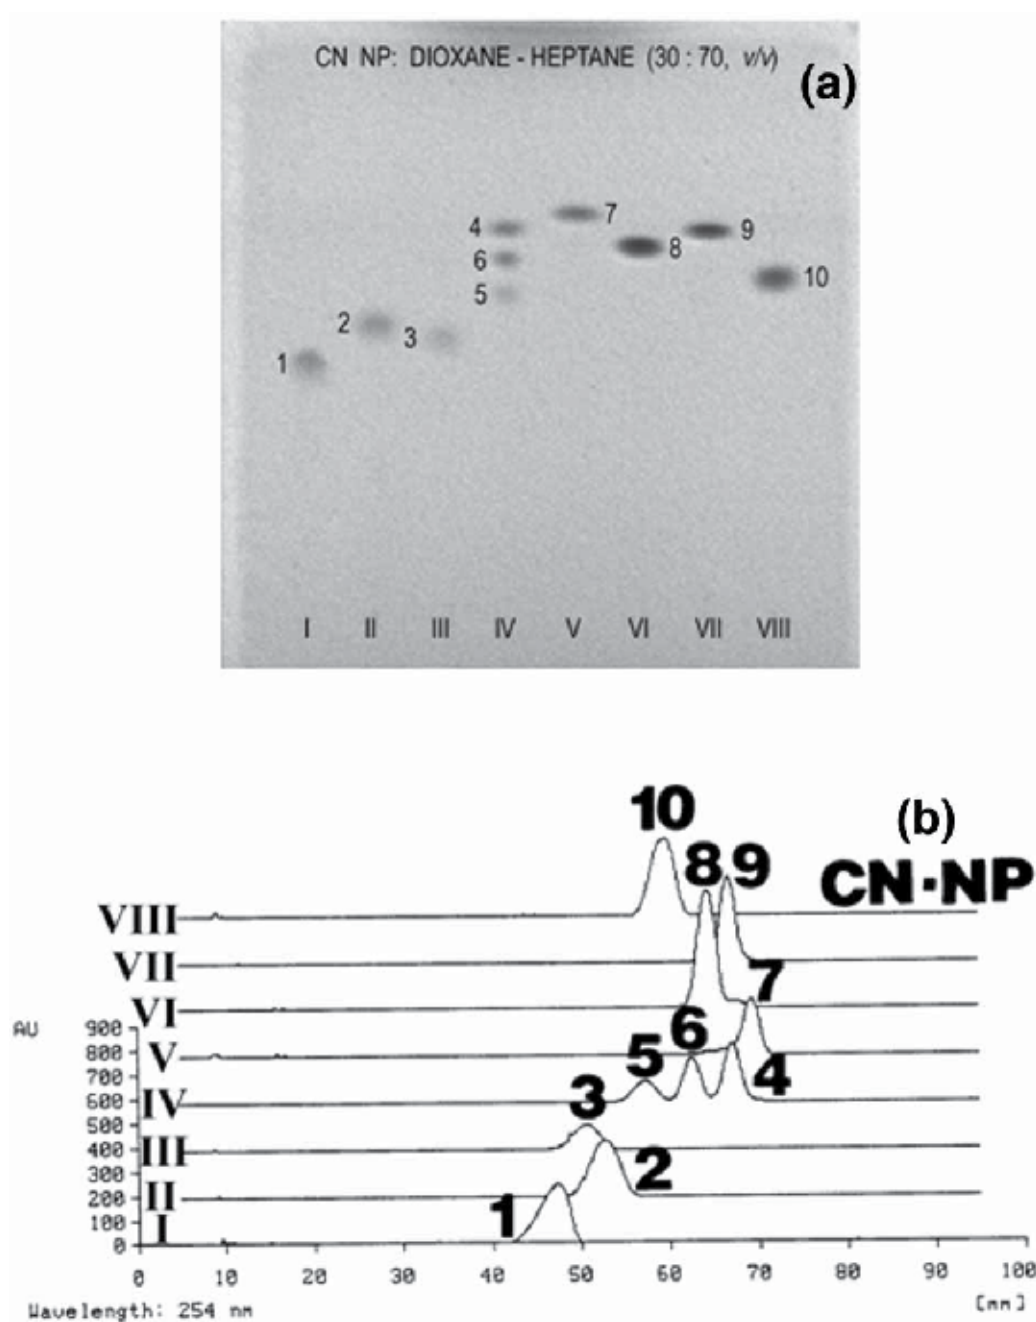 CN NP: DIOXANE - HEPTANE (30 : 70, v/v)
(a)
7
4
9
8
6
10
5
2
3
1
I II III IV V VI VII VIII
10
(b)
8 9
CN·NP
VIII
VII
7
VI
6
AU
900
V
5
800
4
700
3
IV
600
500
III
400
2
300
1
II
200
I
100
0
0 10 20 30 40 50 60 70 80 90 100
Wavelength: 254 nm
[mm]